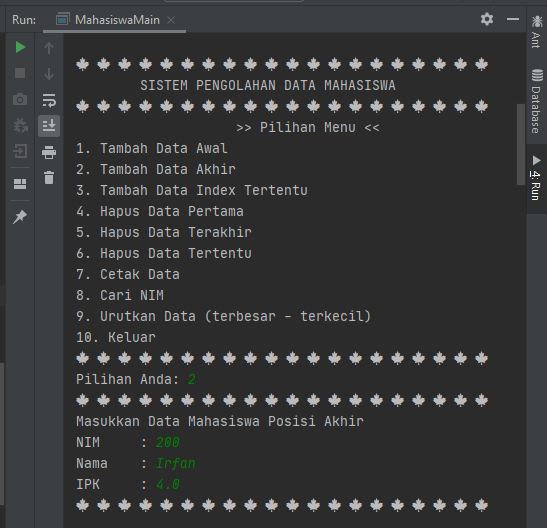 Run: MahasiswaMain ×
SISTEM PENGOLAHAN DATA MAHASISWA
>> Pilihan Menu <<
1. Tambah Data Awal
2. Tambah Data Akhir
3. Tambah Data Index Tertentu
4. Hapus Data Pertama
5. Hapus Data Terakhir
6. Hapus Data Tertentu
7. Cetak Data
8. Cari NIM
9. Urutkan Data (terbesar - terkecil)
10. Keluar
Pilihan Anda: 2
Masukkan Data Mahasiswa Posisi Akhir
NIM : 200
Nama : Irfan
IPK : 4.0
Ant
Database
4: Run